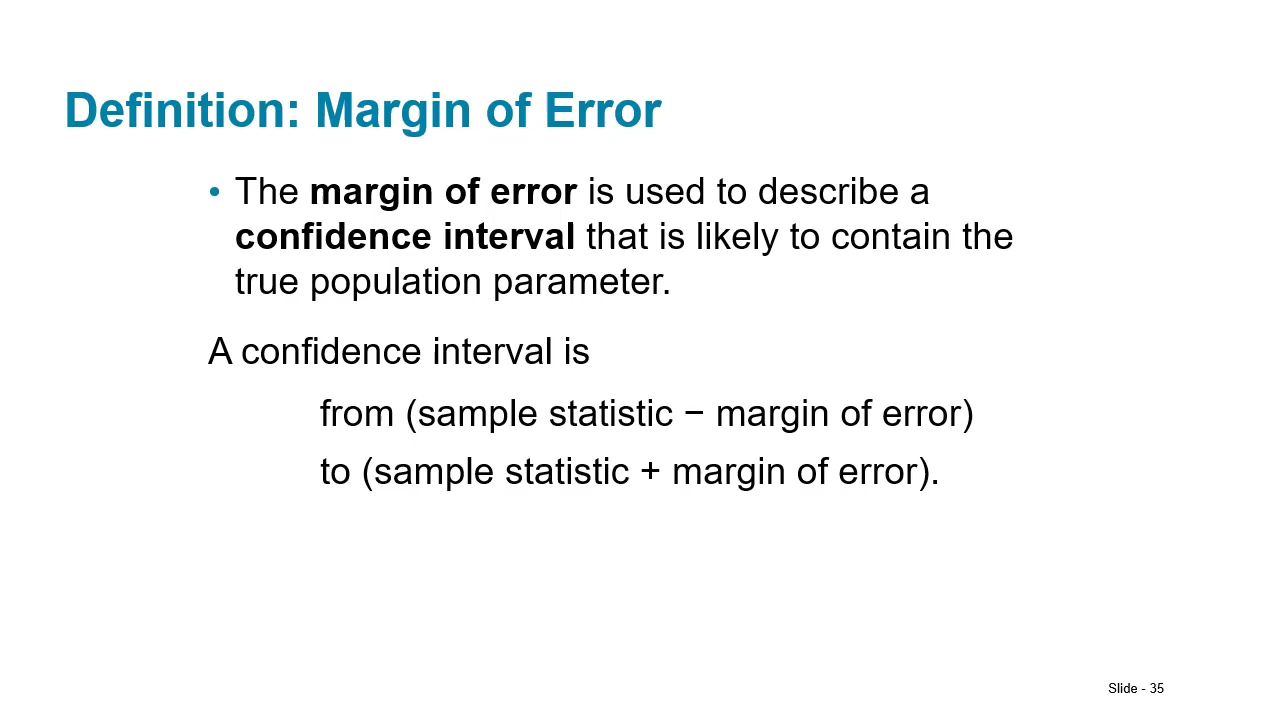 Definition: Margin of Error
• The margin of error is used to describe a
confidence interval that is likely to contain the
true population parameter.
A confidence interval is
from (sample statistic − margin of error)
to (sample statistic + margin of error).
Slide - 35